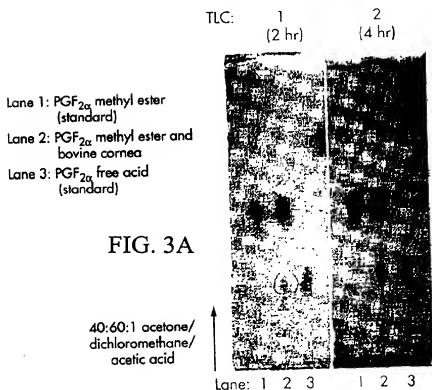 TLC: 1 2
(2 hr) (4 hr)
Lane 1: PGF2α methyl ester
(standard)
Lane 2: PGF2α methyl ester and
bovine cornea
Lane 3: PGF2α free acid
(standard)
FIG. 3A
40:60:1 acetone/
dichloromethane/
acetic acid
Lane: 1 2 3 1 2 3